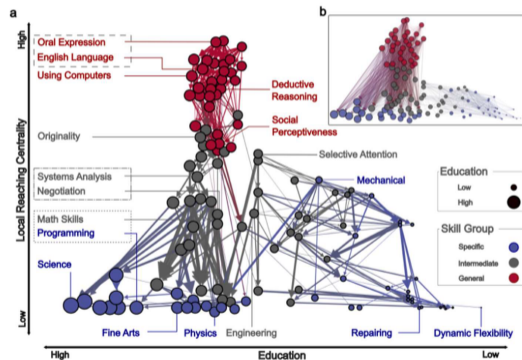 a
b
High
Local Reaching Centrality
Low
Oral Expression
English Language
Using Computers
Deductive
Reasoning
Social
Perceptiveness
Originality
Selective Attention
Systems Analysis
Negotiation
Mechanical
Math Skills
Programming
Science
Fine Arts
Physics
Engineering
Repairing
Dynamic Flexibility
Education
Low
High
Skill Group
Specific
Intermediate
General
High
Education
Low